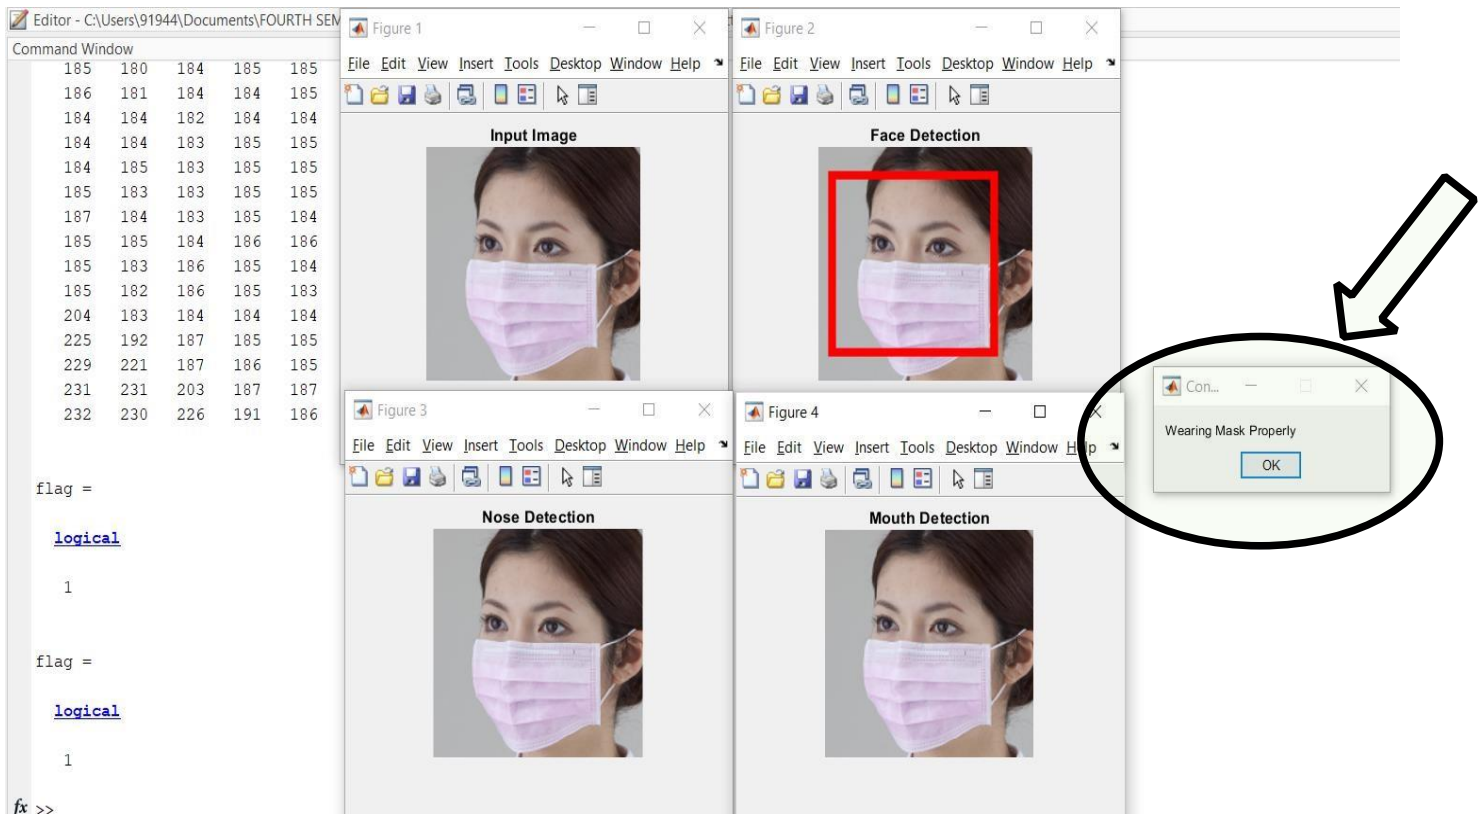 Editor - C:\Users\91944\Documents\FOURTH SEM
Command Window
185 180 184 185 185
186 181 184 184 185
184 184 182 184 184
184 184 183 185 185
184 185 183 185 185
185 183 183 185 185
187 184 183 185 184
185 185 184 186 186
185 183 186 185 184
185 182 186 185 183
204 183 184 184 184
225 192 187 185 185
229 221 187 186 185
231 231 203 187 187
232 230 226 191 186
flag =
logical
1
flag =
logical
1
fx >>
Figure 1
File Edit View Insert Tools Desktop Window Help
Input Image
Figure 2
File Edit View Insert Tools Desktop Window Help
Face Detection
Figure 3
File Edit View Insert Tools Desktop Window Help
Nose Detection
Figure 4
File Edit View Insert Tools Desktop Window Help
Mouth Detection
Con...
Wearing Mask Properly
OK